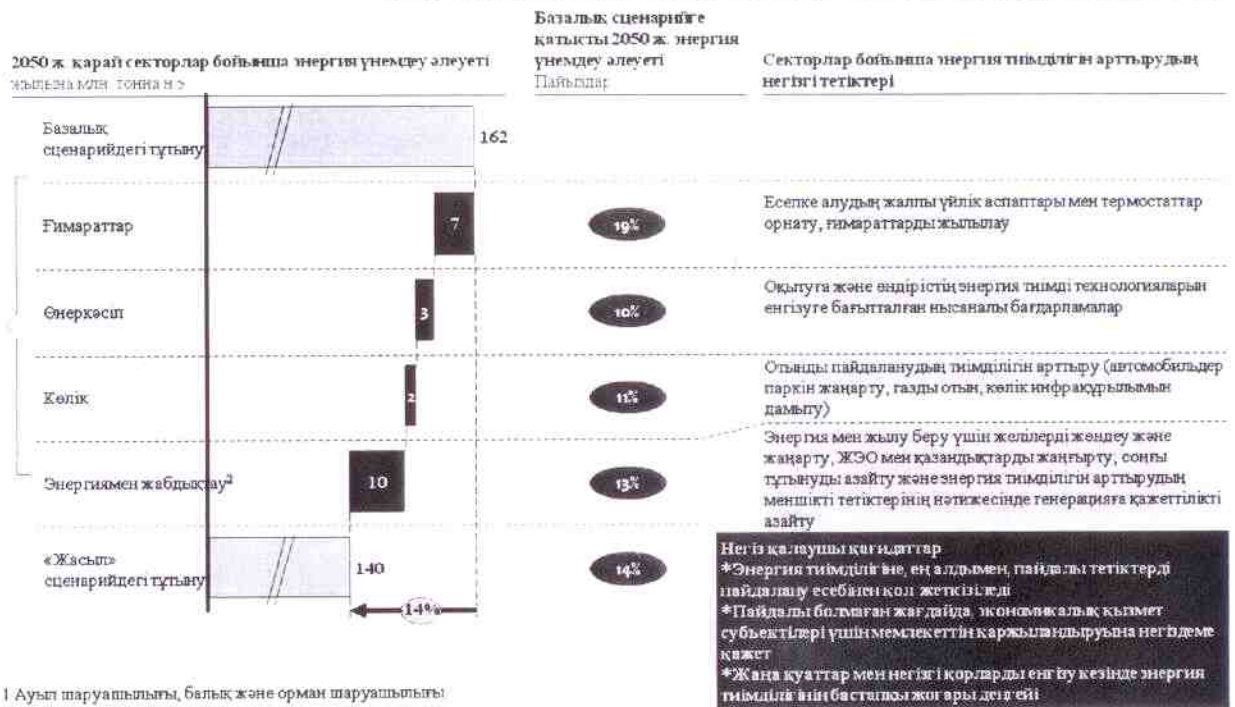 2050 ж. қарай секторлар бойынша энергия үнемдеу әлеуеті
жылына млн. тонна н э
Базалық сценарийге
қатысты 2050 ж. энергия
үнемдеу әлеуеті
Пайыздар
Секторлар бойынша энергия тиімділігін арттырудың
негізгі тетіктері
Базалық
сценарийдегі тұтыну
162
Ғимараттар
7
19%
Есепке алудың жалпы үйлік аспаптары мен термостаттар
орнату, ғимараттарды жылылау
Өнеркәсіп
3
10%
Оқытуға және өндірістің энергия тиімді технологияларын
енгізуге бағытталған нысаналы бағдарламалар
Көлік
2
11%
Отынды пайдаланудың тиімділігін арттыру (автомобильдер
паркін жаңарту, газды отын, көлік инфрақұрылымын
дамыту)
Энергиямен жабдықтау²
10
13%
Энергия мен жылу беру үшін желілерді жөндеу және
жаңарту, ЖЭО мен қазандықтарды жаңғырту, соңғы
тұтынуды азайту және энергия тиімділігін арттырудың
меншікті тетіктерінің нәтижесінде генерацияға қажеттілікті
азайту
«Жасыл»
сценарийдегі тұтыну
140
14%
14%
Негіз қалаушы қағидаттар
*Энергия тиімділігіне, ең алдымен, пайдалы тетіктерді
пайдалану есебінен қол жеткізіледі
*Пайдалы болмаған жағдайда, экономикалық қызмет
субъектілері үшін мемлекеттің қаржыландыруына негіздеме
қажет
*Жаңа қуаттар мен негізгі қорларды енгізу кезінде энергия
тиімділігінің бастапқы жоғары деңгейі
1 Ауыл шаруашылығы, балық және орман шаруашылығы